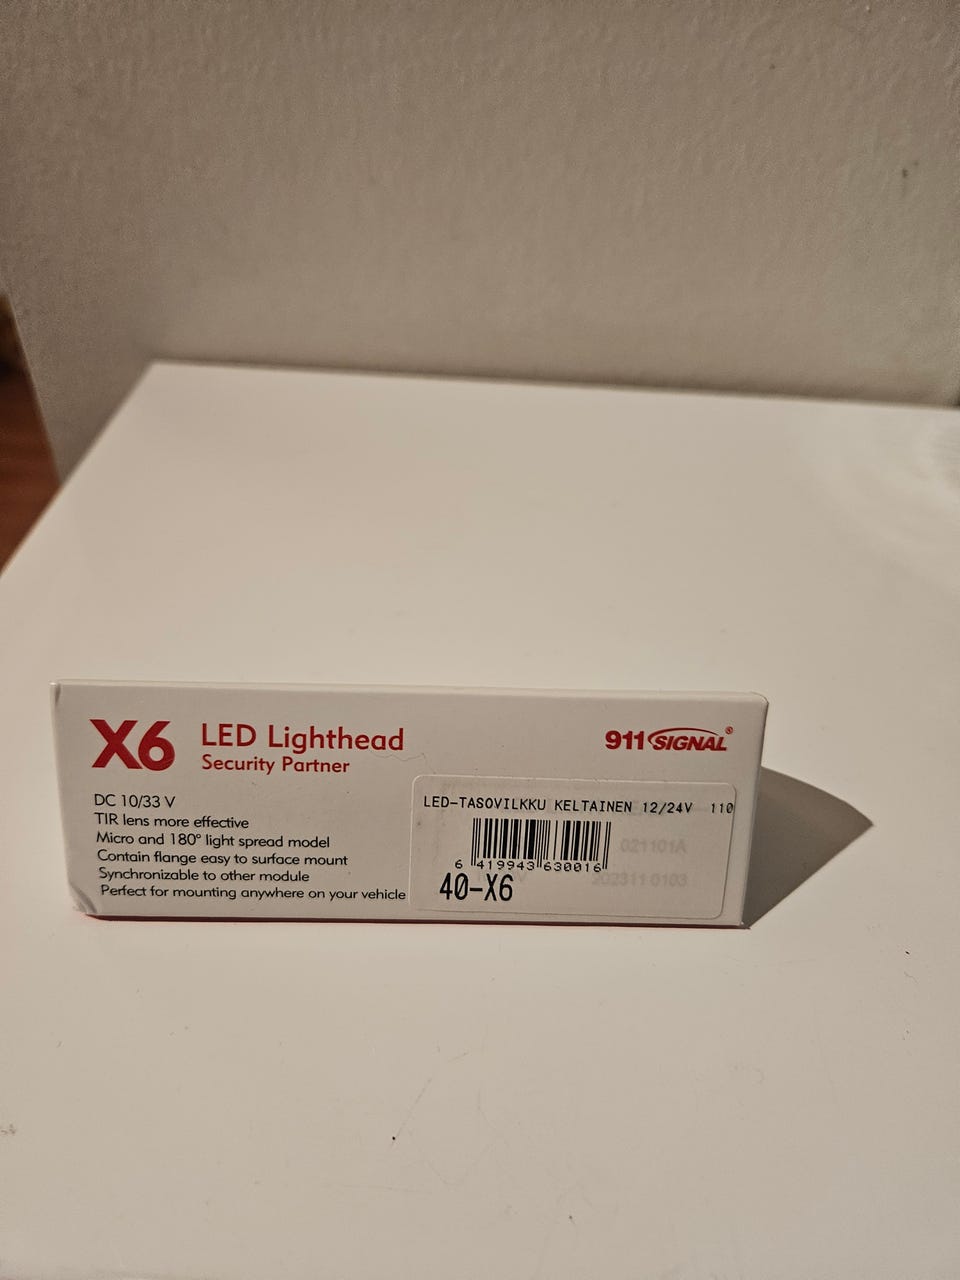 X6 LED Lighthead
Security Partner
911 SIGNAL®
DC 10/33 V
TIR lens more effective
Micro and 180° light spread model
Contain flange easy to surface mount
Synchronizable to other module
Perfect for mounting anywhere on your vehicle
LED-TASOVILKKU KELTAINEN 12/24V 110
021101A
6 419943 630016
202311 0103
40-X6